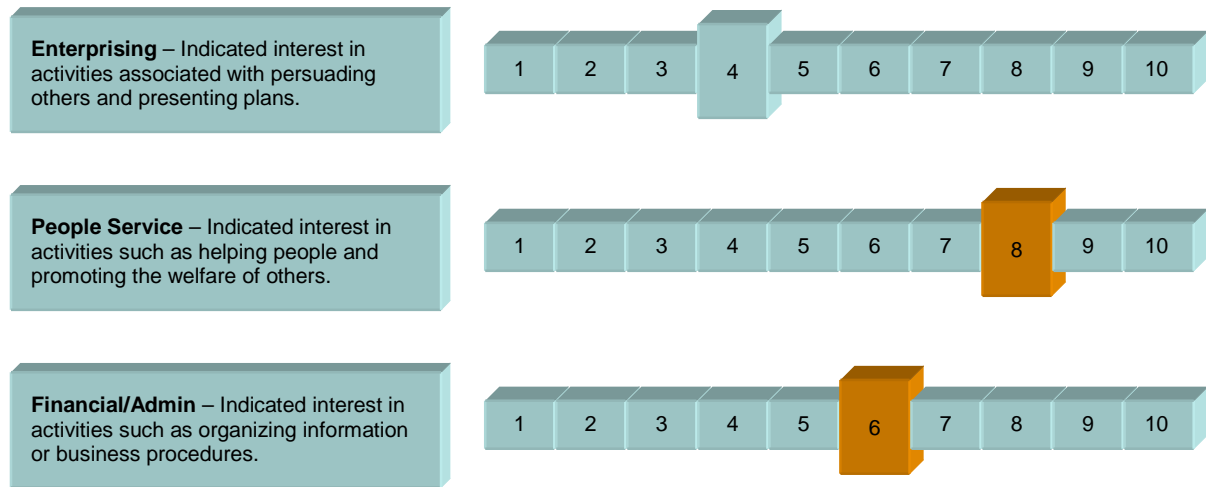 Enterprising – Indicated interest in
activities associated with persuading
others and presenting plans.
1 2 3 4 5 6 7 8 9 10
People Service – Indicated interest in
activities such as helping people and
promoting the welfare of others.
1 2 3 4 5 6 7 8 9 10
Financial/Admin – Indicated interest in
activities such as organizing information
or business procedures.
1 2 3 4 5 6 7 8 9 10